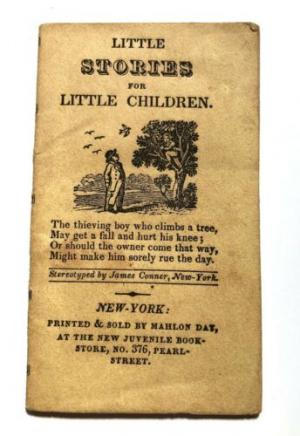 LITTLE
STORIES
FOR
LITTLE CHILDREN.
The thieving boy who climbs a tree,
May get a fall and hurt his knee;
Or should the owner come that way,
Might make him sorely rue the day.
Stereotyped by James Conner, New-York.
NEW-YORK:
PRINTED & SOLD BY MAHLON DAY,
AT THE NEW JUVENILE BOOK-
STORE, NO. 376, PEARL-
STREET.